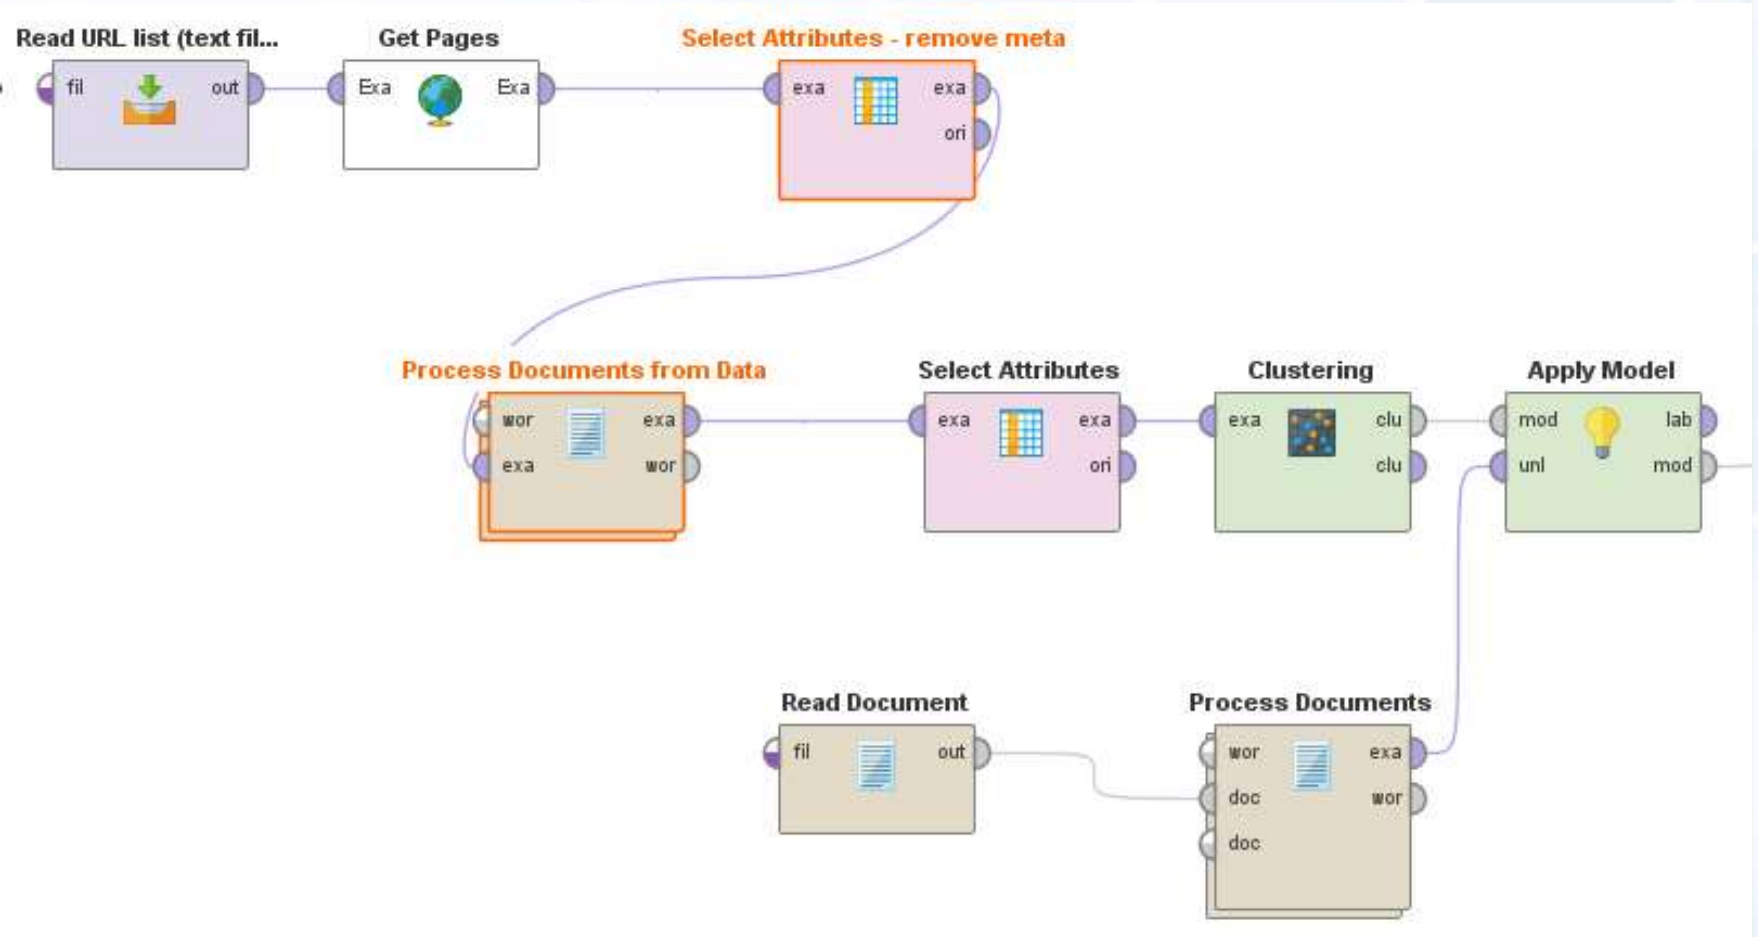 Read URL list (text fil...
Get Pages
Select Attributes - remove meta
fil
out
Exa
Exa
exa
exa
ori
Process Documents from Data
Select Attributes
Clustering
Apply Model
wor
exa
exa
exa
exa
clu
mod
lab
exa
wor
ori
clu
unl
mod
Read Document
Process Documents
fil
out
wor
exa
doc
wor
doc